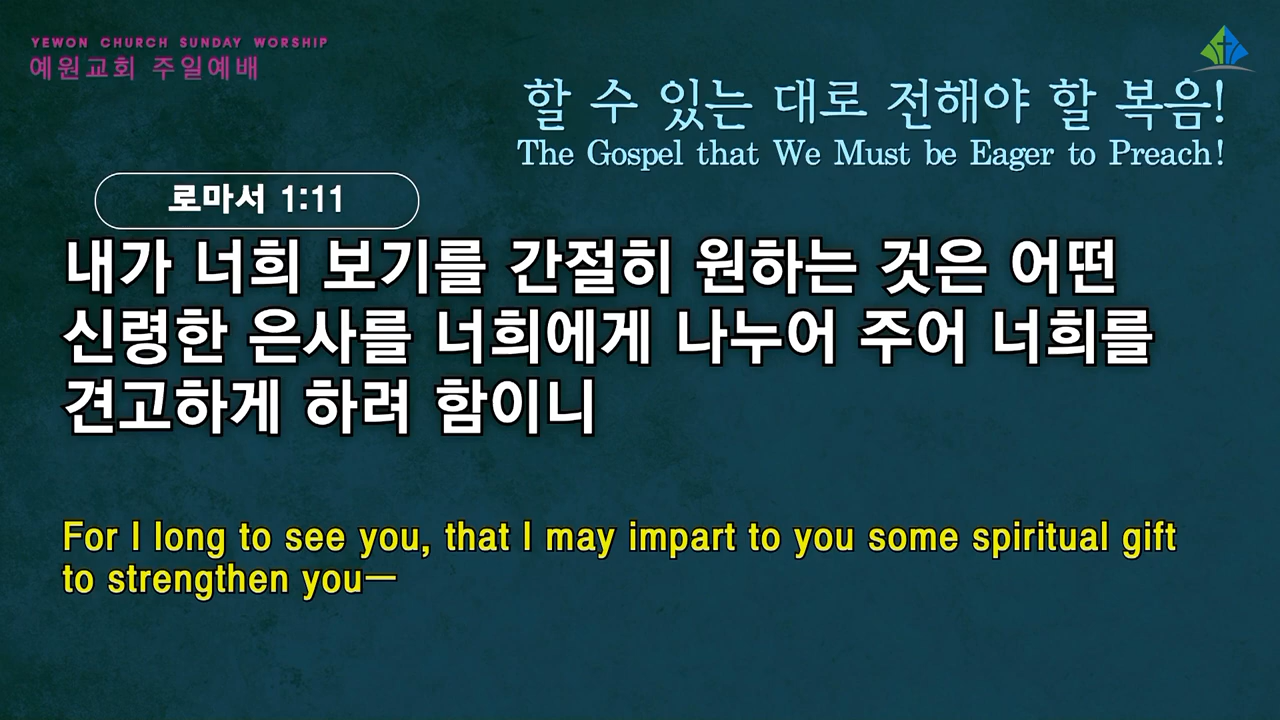 YEWON CHURCH SUNDAY WORSHIP
예원교회 주일예배
할 수 있는 대로 전해야 할 복음!
The Gospel that We Must be Eager to Preach!
로마서 1:11
내가 너희 보기를 간절히 원하는 것은 어떤
신령한 은사를 너희에게 나누어 주어 너희를
견고하게 하려 함이니
For I long to see you, that I may impart to you some spiritual gift
to strengthen you—